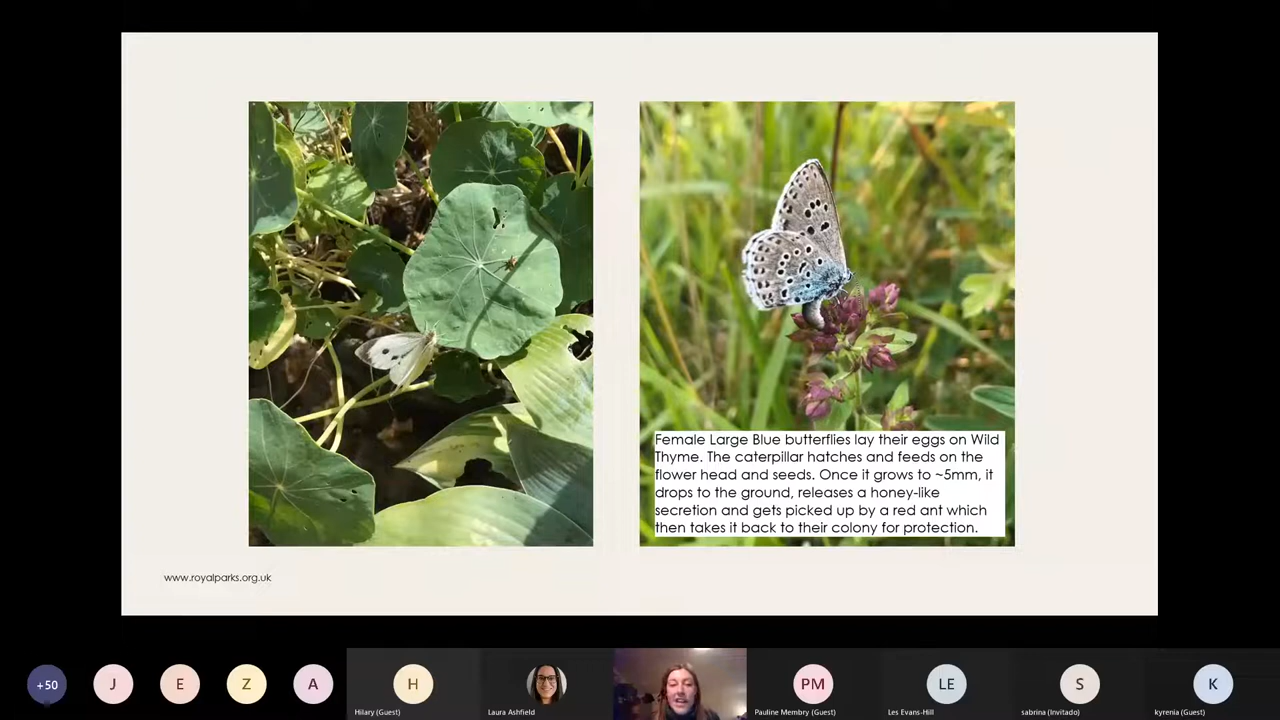 Female Large Blue butterflies lay their eggs on Wild
Thyme. The caterpillar hatches and feeds on the
flower head and seeds. Once it grows to ~5mm, it
drops to the ground, releases a honey-like
secretion and gets picked up by a red ant which
then takes it back to their colony for protection.
www.royalparks.org.uk
+50
J
E
Z
A
H
PM
LE
S
K
Hilary (Guest)
Laura Ashfield
Pauline Membry (Guest)
Les Evans-Hill
sabrina (Invitado)
kyrenia (Guest)